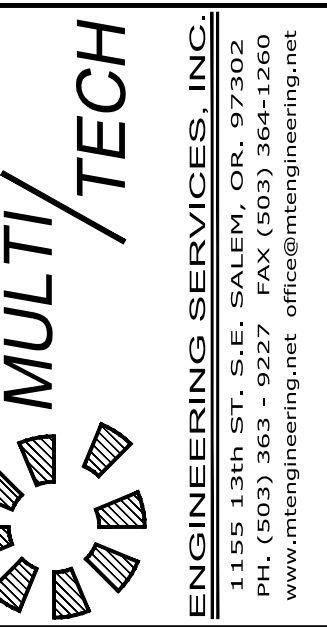 MULTI/
TECH
ENGINEERING SERVICES, INC.
1155 13th ST. S.E. SALEM, OR. 97302
PH. (503) 363 - 9227 FAX (503) 364-1260
www.mtengineering.net office@mtengineering.net